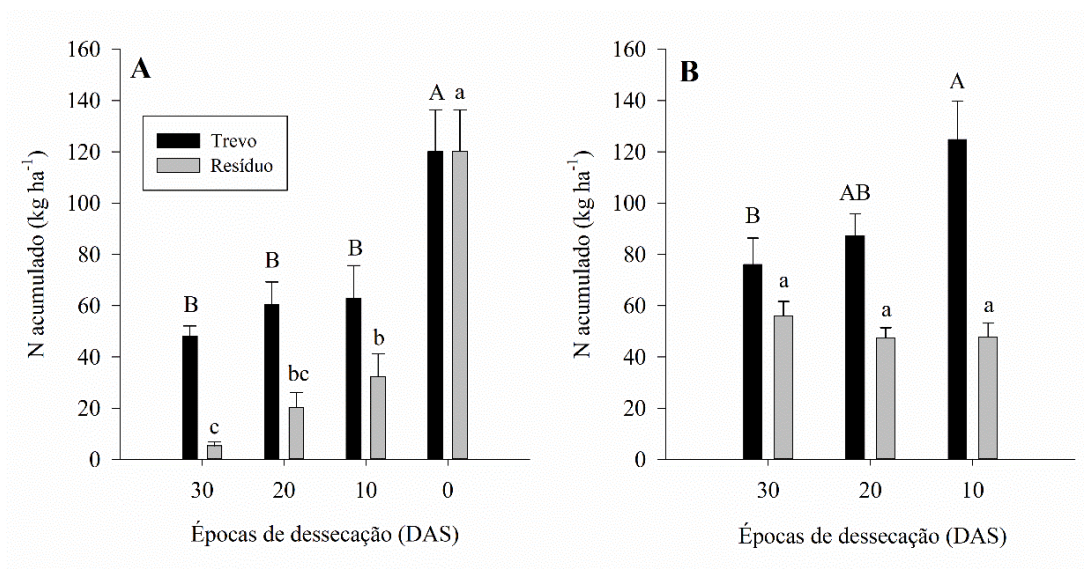 A
N acumulado (kg ha⁻¹)
160
140
120
100
80
60
40
20
0
Trevo
Resíduo
B
c
B
bc
B
b
A
a
30
20
10
0
Épocas de dessecação (DAS)
B
N acumulado (kg ha⁻¹)
160
140
120
100
80
60
40
20
0
B
a
AB
a
A
a
30
20
10
Épocas de dessecação (DAS)